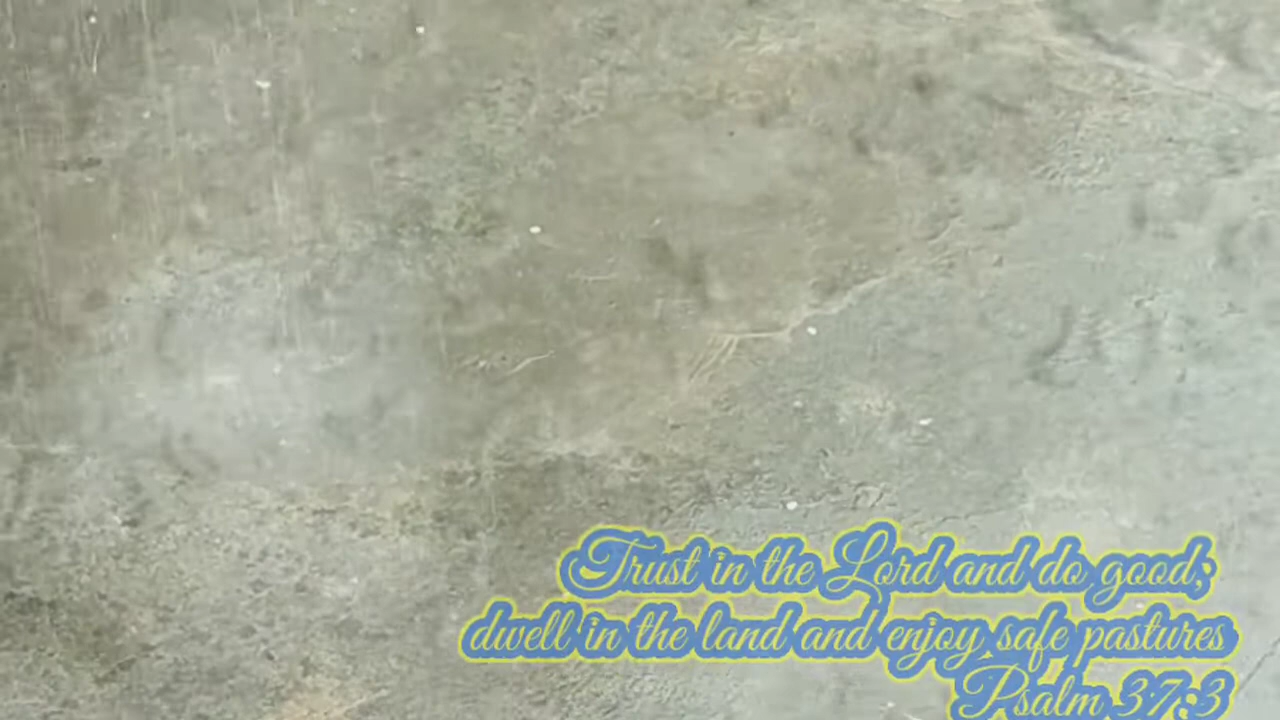 Trust in the Lord and do good;
dwell in the land and enjoy safe pastures
Psalm 37:3